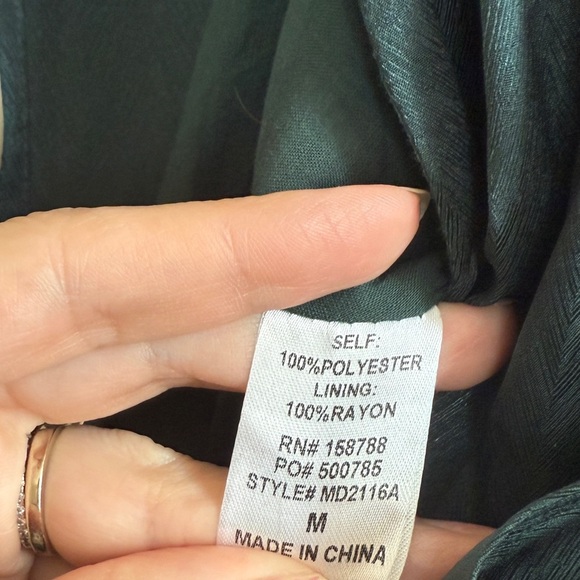 SELF:
100%POLYESTER
LINING:
100%RAYON
RN# 158788
PO# 500785
STYLE# MD2116A
M
MADE IN CHINA